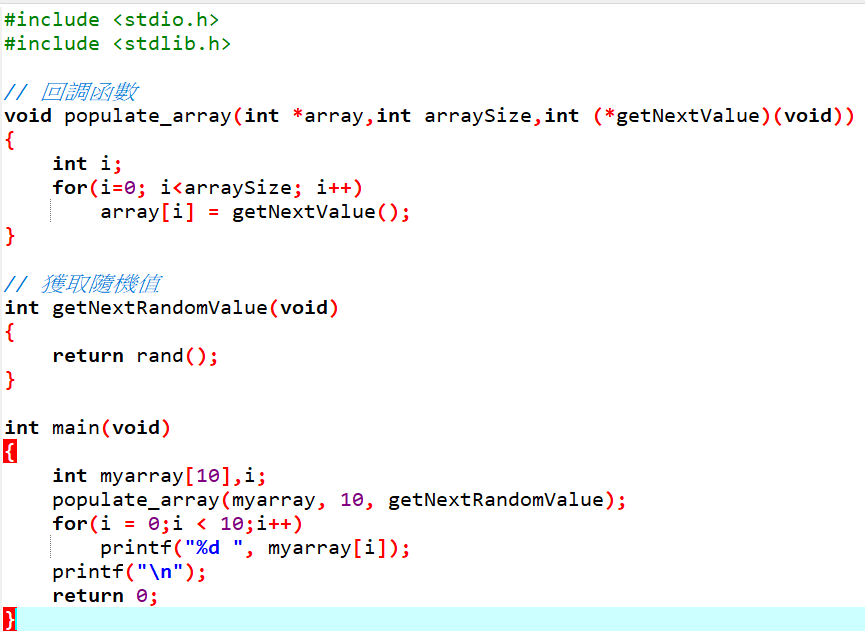 #include <stdio.h>
#include <stdlib.h>
// 回調函數
void populate_array(int *array,int arraySize,int (*getNextValue)(void))
{
    int i;
    for(i=0; i<arraySize; i++)
        array[i] = getNextValue();
}
// 獲取隨機值
int getNextRandomValue(void)
{
    return rand();
}
int main(void)
{
    int myarray[10],i;
    populate_array(myarray, 10, getNextRandomValue);
    for(i = 0;i < 10;i++)
        printf("%d ", myarray[i]);
    printf("\n");
    return 0;
}